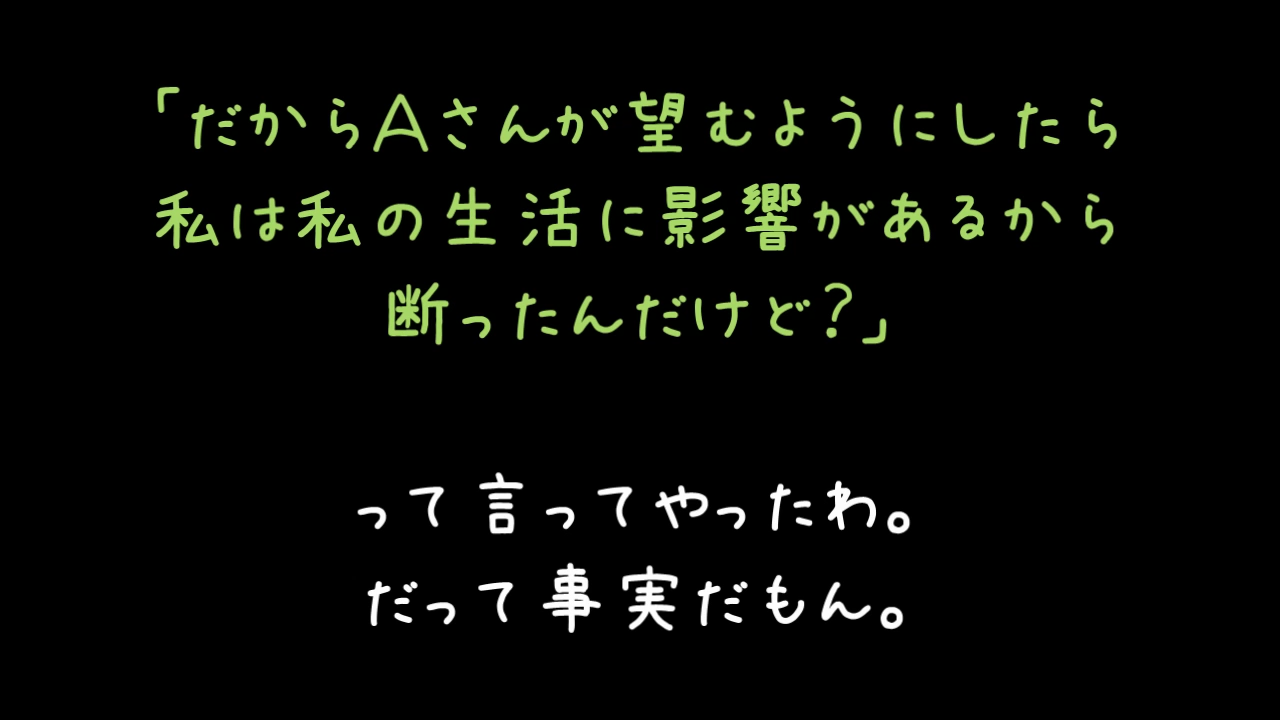 「だからAさんが望むようにしたら
私は私の生活に影響があるから
断ったんだけど?」
って言ってやったわ。
だって事実だもん。